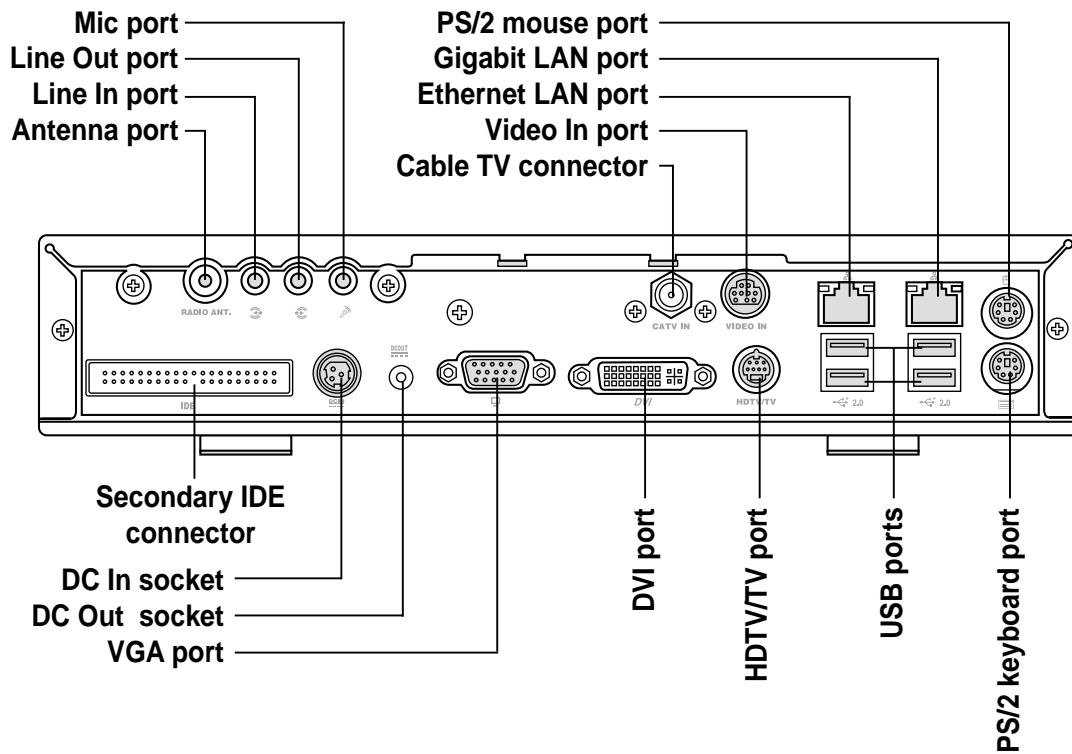 Mic port
Line Out port
Line In port
Antenna port
PS/2 mouse port
Gigabit LAN port
Ethernet LAN port
Video In port
Cable TV connector
RADIO ANT.
CATV IN
VIDEO IN
DCOUT
IDE
DCIN
DVI
HDTV/TV
2.0
2.0
Secondary IDE
connector
DC In socket
DC Out socket
VGA port
DVI port
HDTV/TV port
USB ports
PS/2 keyboard port